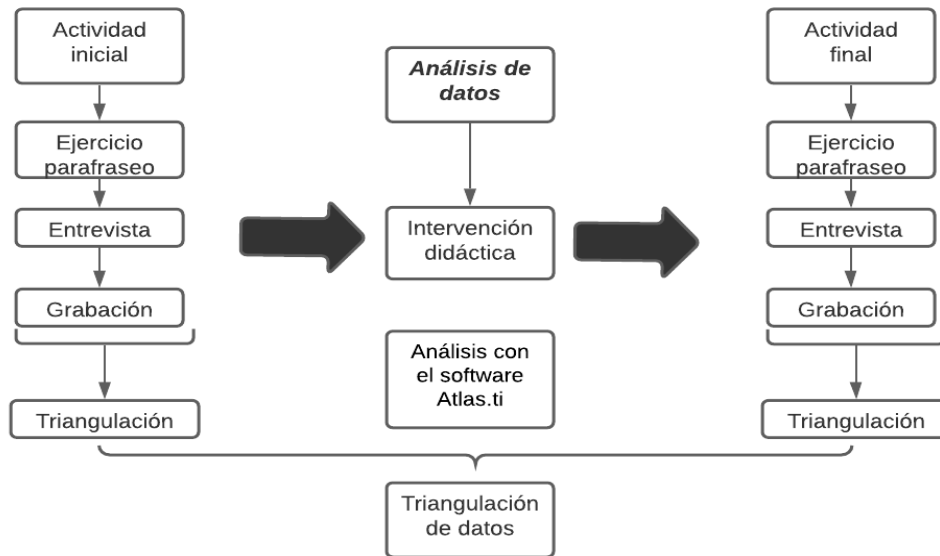 Actividad
inicial
Ejercicio
parafraseo
Entrevista
Grabación
Triangulación
Análisis de
datos
Intervención
didáctica
Análisis con
el software
Atlas.ti
Triangulación
de datos
Actividad
final
Ejercicio
parafraseo
Entrevista
Grabación
Triangulación